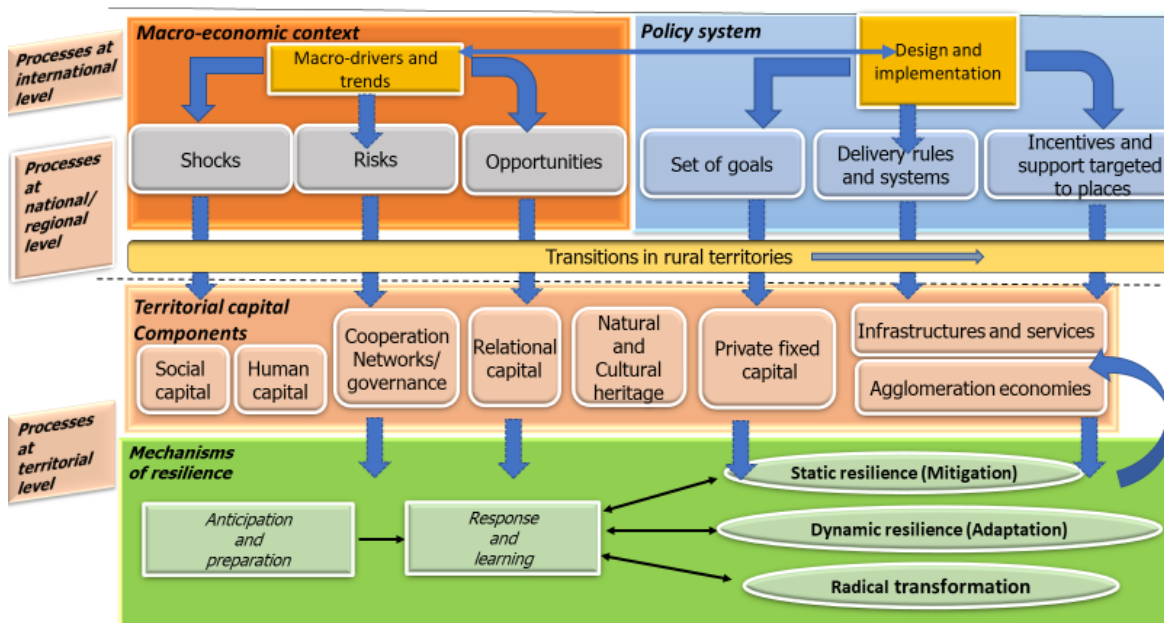 Macro-economic context
Policy system
Processes at
international
level
Macro-drivers and
trends
Design and
implementation
Processes
at
national/
regional
level
Shocks
Risks
Opportunities
Set of goals
Delivery rules
and systems
Incentives and
support targeted
to places
Transitions in rural territories
Territorial capital
Components
Social
capital
Human
capital
Cooperation
Networks/
governance
Relational
capital
Natural
and
Cultural
heritage
Private fixed
capital
Infrastructures and services
Agglomeration economies
Processes
at
territorial
level
Mechanisms
of resilience
Anticipation
and
preparation
Response
and
learning
Static resilience (Mitigation)
Dynamic resilience (Adaptation)
Radical transformation